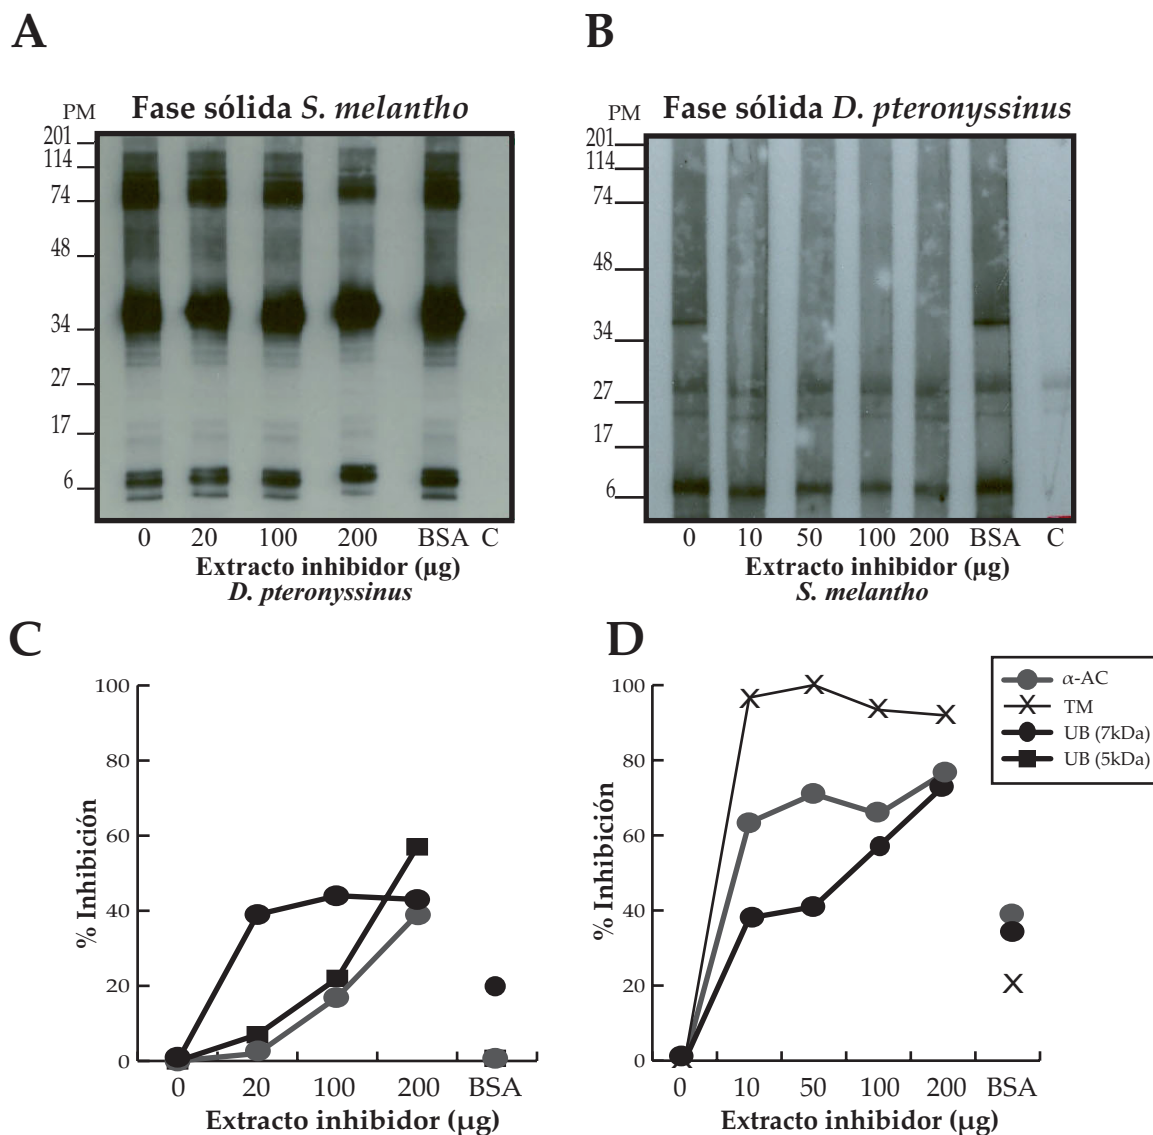 A
PM
Fase sólida S. melantho
201
114
74
48
34
27
17
6
0 20 100 200 BSA C
Extracto inhibidor (µg)
D. pteronyssinus
B
PM
Fase sólida D. pteronyssinus
201
114
74
48
34
27
17
6
0 10 50 100 200 BSA C
Extracto inhibidor (µg)
S. melantho
C
% Inhibición
100
80
60
40
20
0
0 20 100 200 BSA
Extracto inhibidor (µg)
D
% Inhibición
100
80
60
40
20
0
0 10 50 100 200 BSA
Extracto inhibidor (µg)
α-AC
TM
UB (7kDa)
UB (5kDa)